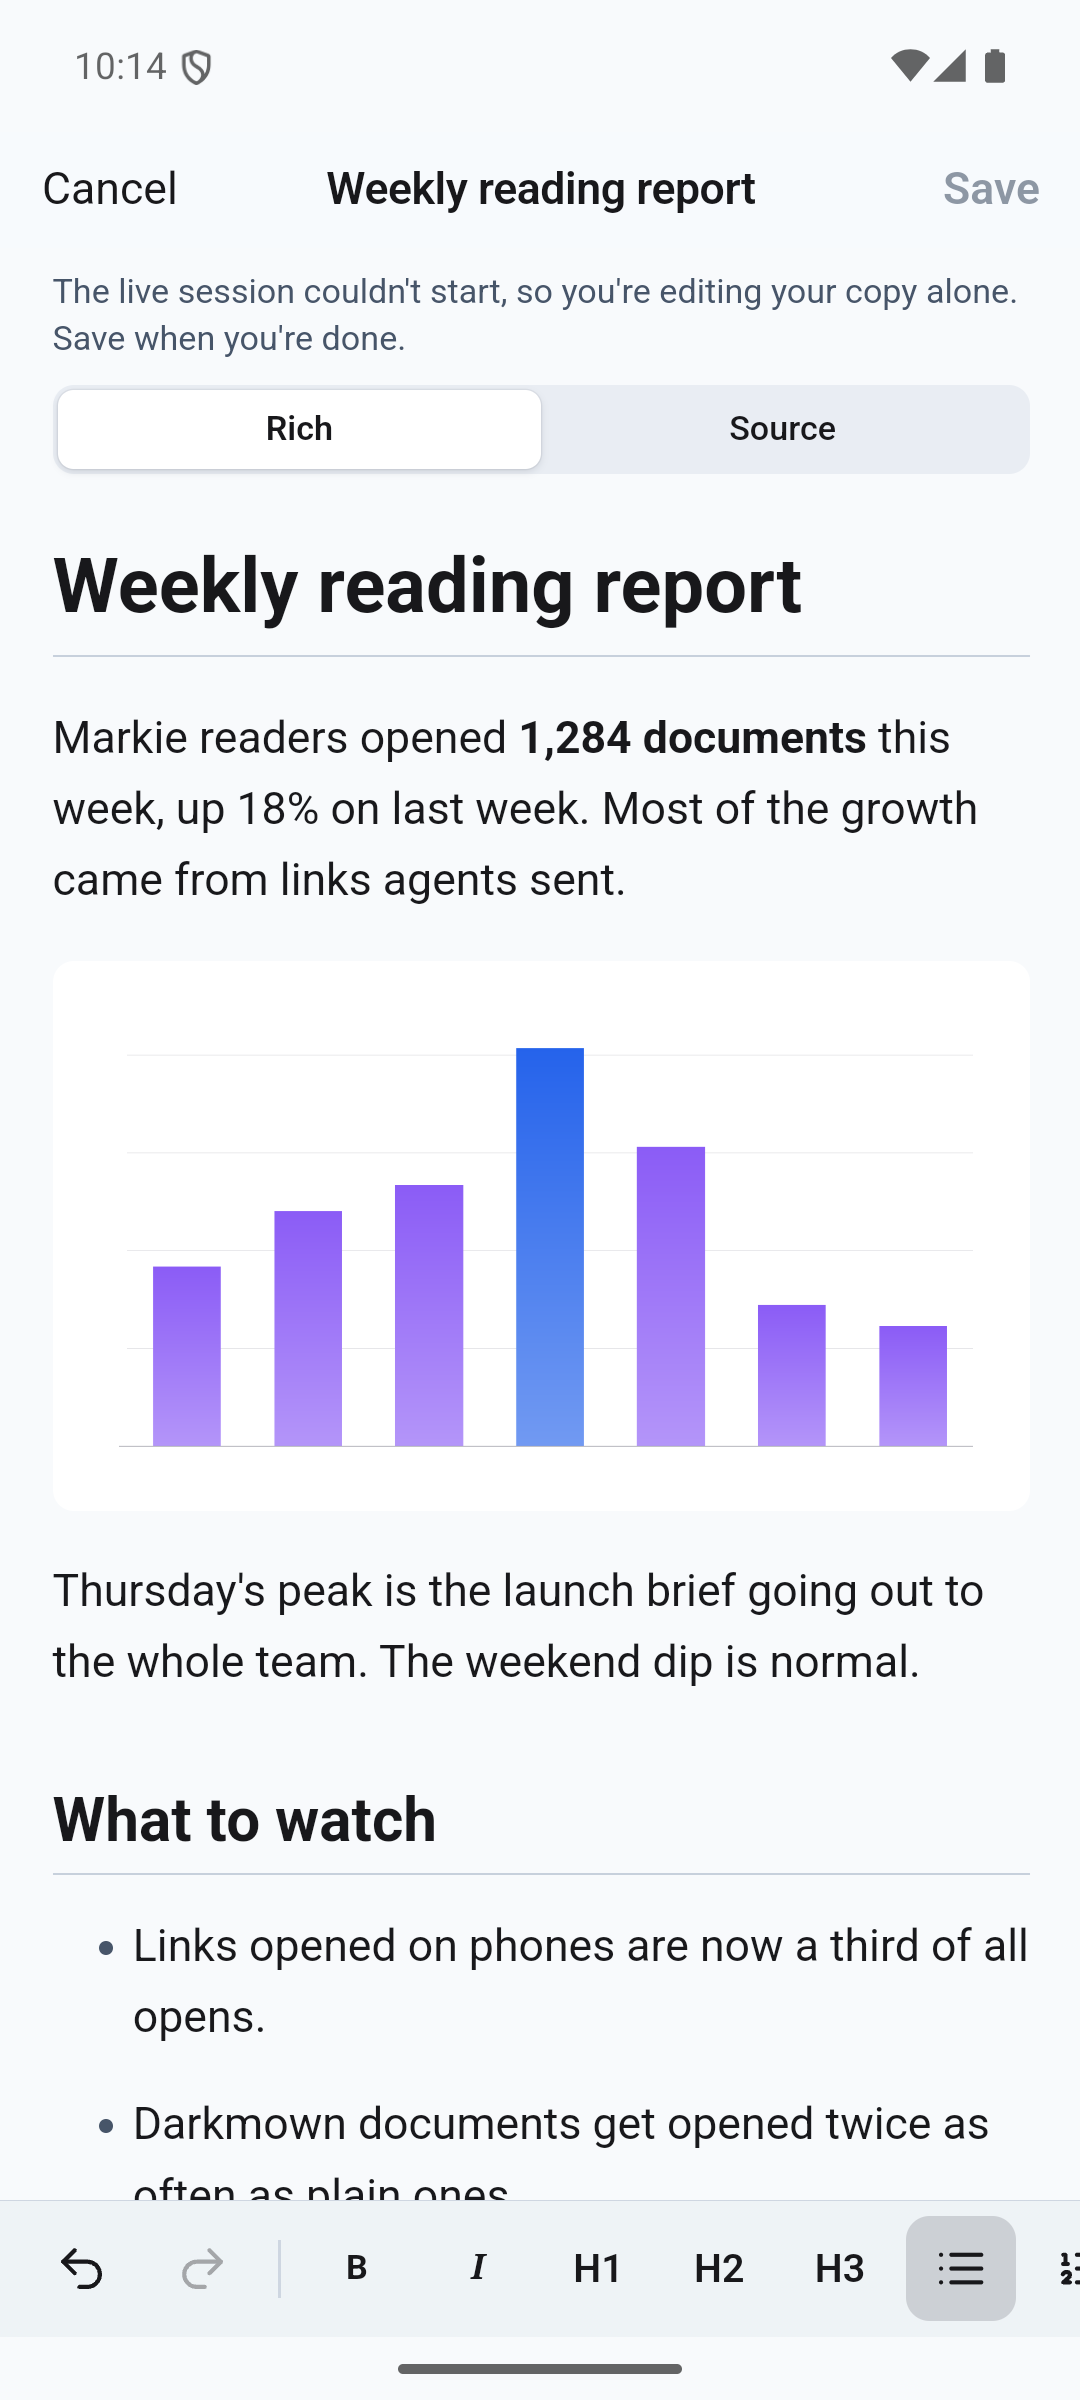 10:14
Cancel
Weekly reading report
Save
The live session couldn't start, so you're editing your copy alone.
Save when you're done.
Rich
Source
Weekly reading report
Markie readers opened 1,284 documents this
week, up 18% on last week. Most of the growth
came from links agents sent.
Thursday's peak is the launch brief going out to
the whole team. The weekend dip is normal.
What to watch
Links opened on phones are now a third of all
opens.
Darkmown documents get opened twice as
often as plain ones
B
I
H1
H2
H3